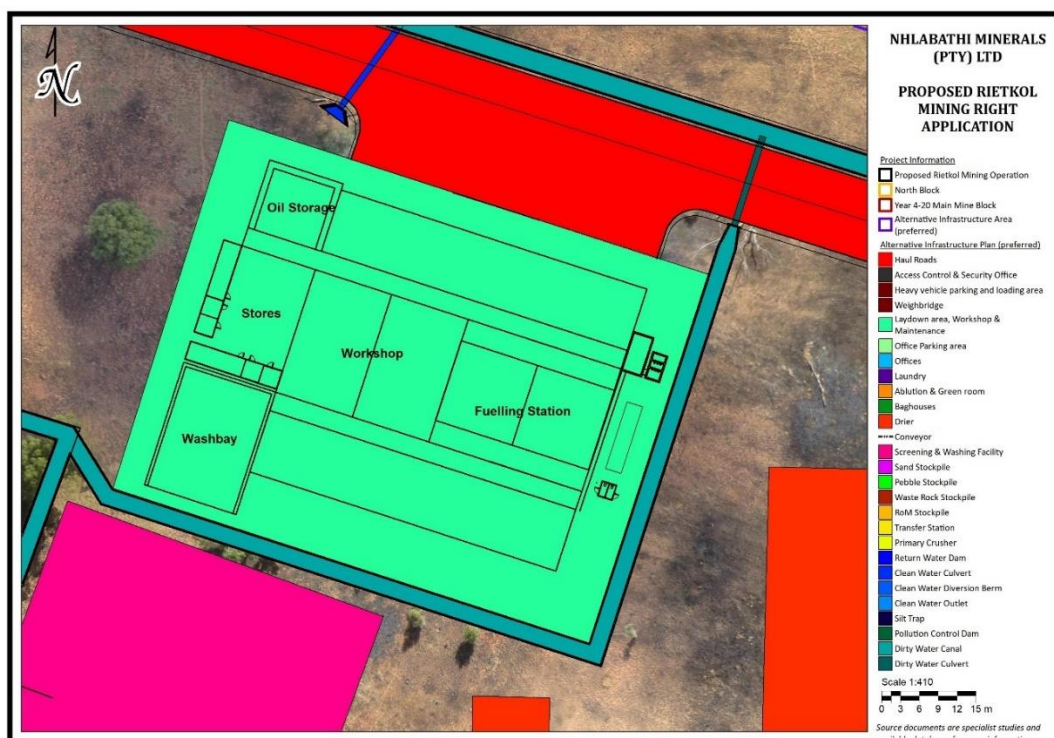 N
Oil Storage
Stores
Workshop
Fuelling Station
Washbay
NHLABATHI MINERALS
(PTY) LTD
PROPOSED RIETKOL
MINING RIGHT
APPLICATION
Project Information
Proposed Rietkol Mining Operation
North Block
Year 4-20 Main Mine Block
Alternative Infrastructure Area
(preferred)
Alternative Infrastructure Plan (preferred)
Haul Roads
Access Control & Security Office
Heavy vehicle parking and loading area
Weighbridge
Laydown area, Workshop &
Maintenance
Office Parking area
Offices
Laundry
Ablution & Green room
Baghouses
Drier
Conveyor
Screening & Washing Facility
Sand Stockpile
Pebble Stockpile
Waste Rock Stockpile
RoM Stockpile
Transfer Station
Primary Crusher
Return Water Dam
Clean Water Culvert
Clean Water Diversion Berm
Clean Water Outlet
Silt Trap
Pollution Control Dam
Dirty Water Canal
Dirty Water Culvert
Scale 1:410
0 3 6 9 12 15 m
Source documents are specialist studies and